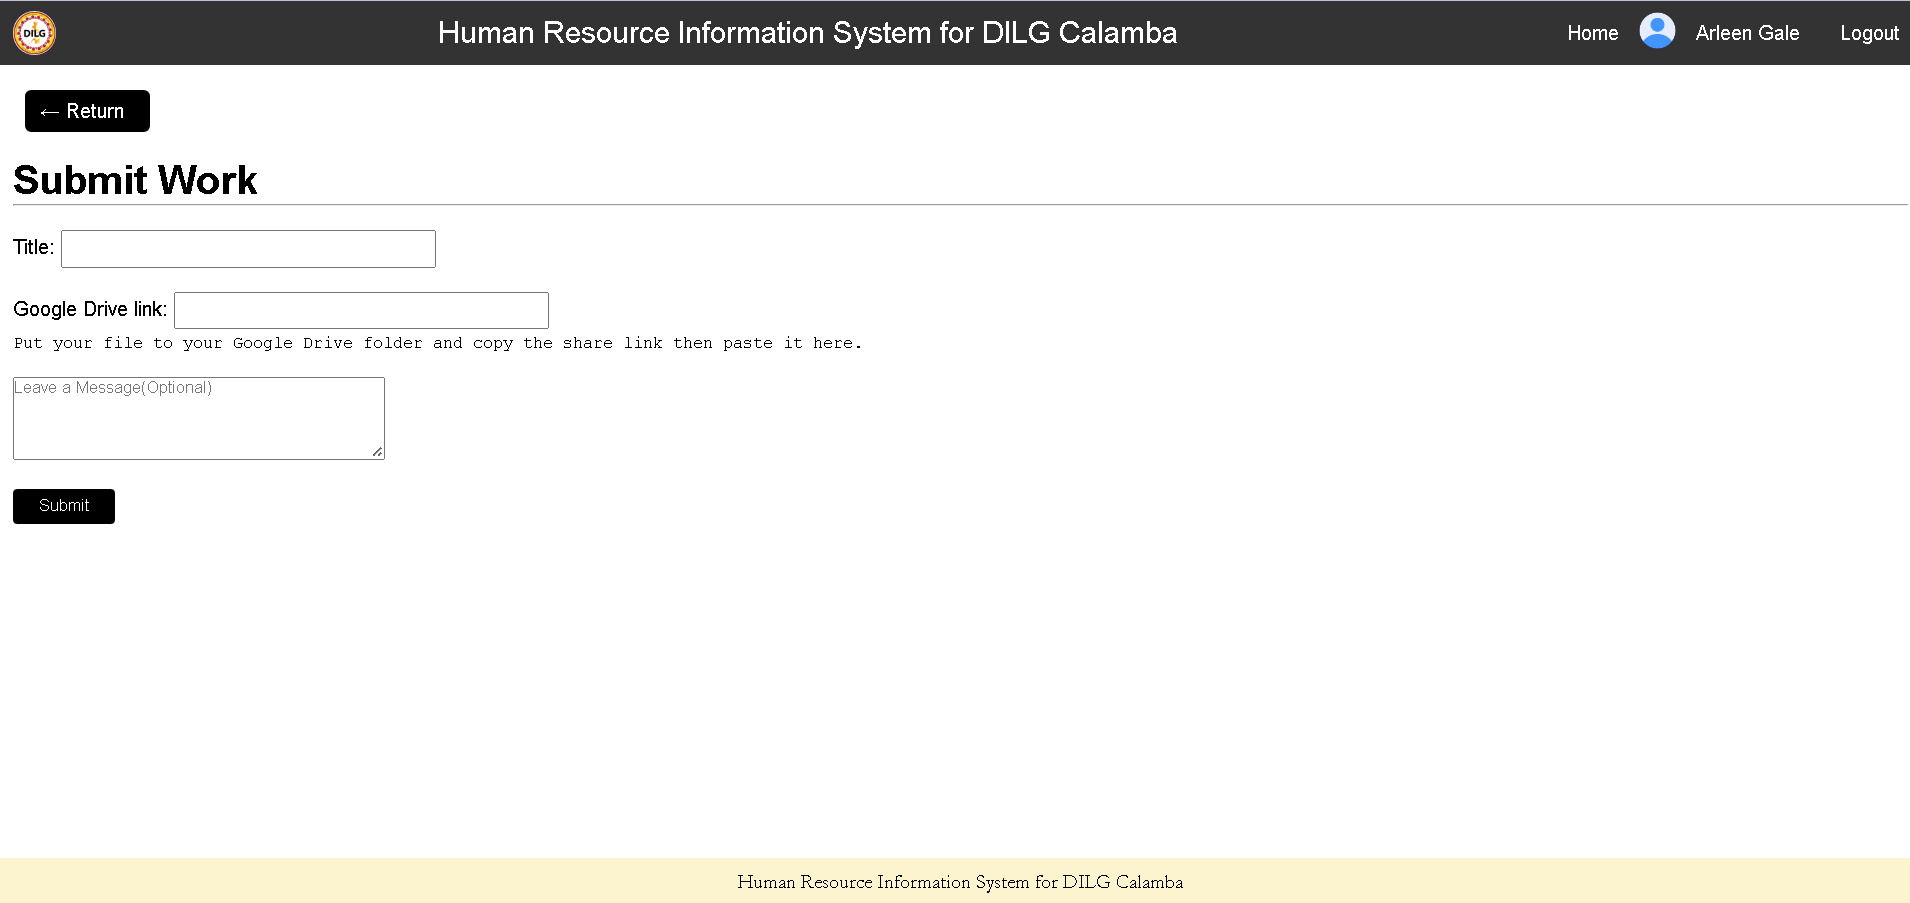 DILG
Human Resource Information System for DILG Calamba
Home
Arleen Gale
Logout
← Return
Submit Work
Title:
Google Drive link:
Put your file to your Google Drive folder and copy the share link then paste it here.
Leave a Message(Optional)
Submit
Human Resource Information System for DILG Calamba